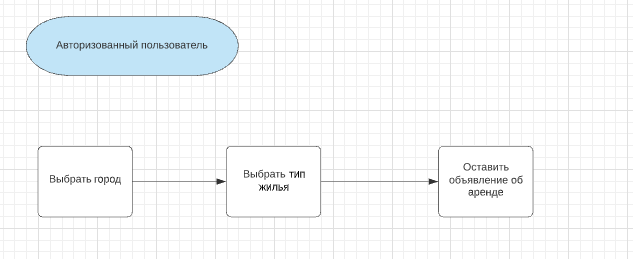 Авторизованный пользователь
Выбрать город
Выбрать тип
жилья
Оставить
объявление об
аренде